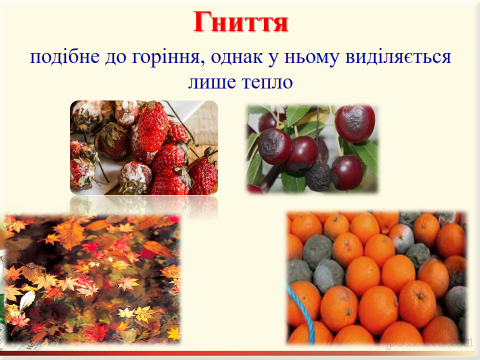 Гниття
подібне до горіння, однак у ньому виділяється
лише тепло